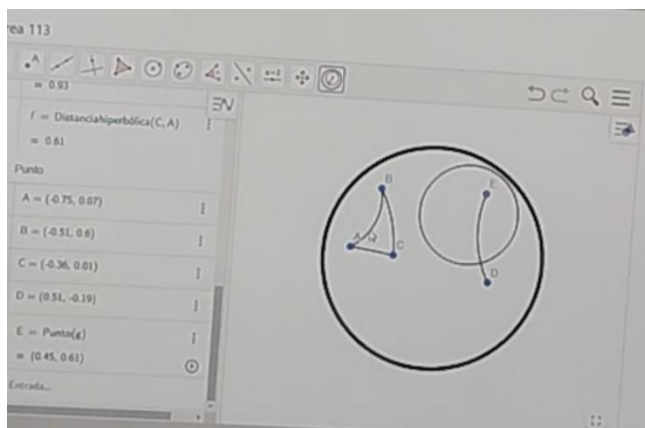 rea 113
= 0.93
f = Distanciahiperbólica(C, A)
= 0.61
Punto
A = (-0.75, 0.07)
B = (-0.51, 0.6)
C = (-0.36, 0.01)
D = (0.51, -0.19)
E = Punto(g)
= (0.45, 0.61)
Entrada...
A
a=2
B
E
A
C
D